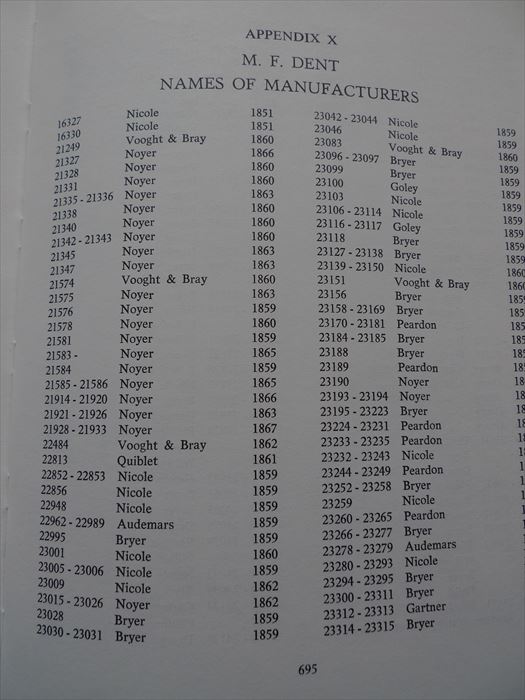 APPENDIX X
M. F. DENT
NAMES OF MANUFACTURERS
16327 Nicole 1851
16330 Nicole 1851
21249 Vooght & Bray 1860
21327 Noyer 1866
21328 Noyer 1860
21331 Noyer 1860
21335 - 21336 Noyer 1863
21338 Noyer 1860
21340 Noyer 1860
21342 - 21343 Noyer 1860
21345 Noyer 1863
21347 Noyer 1863
21574 Vooght & Bray 1860
21575 Noyer 1863
21576 Noyer 1859
21578 Noyer 1860
21581 Noyer 1859
21583 - Noyer 1865
21584 Noyer 1859
21585 - 21586 Noyer 1865
21914 - 21920 Noyer 1866
21921 - 21926 Noyer 1863
21928 - 21933 Noyer 1867
22484 Vooght & Bray 1862
22813 Quiblet 1861
22852 - 22853 Nicole 1859
22856 Nicole 1859
22948 Nicole 1859
22962 - 22989 Audemars 1859
22995 Bryer 1859
23001 Nicole 1860
23005 - 23006 Nicole 1859
23009 Nicole 1862
23015 - 23026 Noyer 1862
23028 Bryer 1859
23030 - 23031 Bryer 1859
23042 - 23044 Nicole 1859
23046 Nicole 1859
23083 Vooght & Bray 1860
23096 - 23097 Bryer 1859
23099 Bryer 1859
23100 Goley 1859
23103 Nicole 1859
23106 - 23114 Nicole 1859
23116 - 23117 Goley 1859
23118 Bryer 1859
23127 - 23138 Bryer 1859
23139 - 23150 Nicole 1860
23151 Vooght & Bray 1860
23156 Bryer
23158 - 23169 Bryer
23170 - 23181 Peardon
23184 - 23185 Bryer
23188 Bryer
23189 Peardon
23190 Noyer
23193 - 23194 Noyer
23195 - 23223 Bryer
23224 - 23231 Peardon
23233 - 23235 Peardon
23232 - 23243 Nicole
23244 - 23249 Peardon
23252 - 23258 Bryer
23259 Nicole
23260 - 23265 Peardon
23266 - 23277 Bryer
23278 - 23279 Audemars
23280 - 23293 Nicole
23294 - 23295 Bryer
23300 - 23311 Bryer
23312 - 23313 Gartner
23314 - 23315 Bryer
695